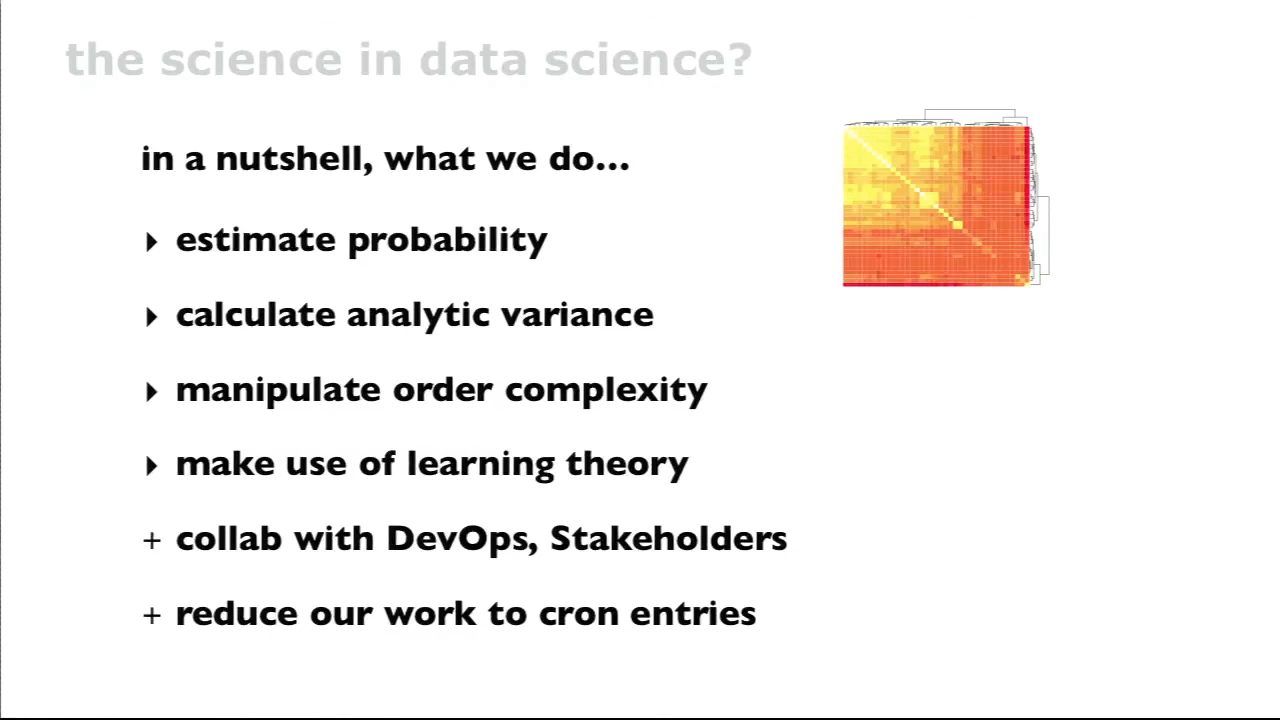 the science in data science?
in a nutshell, what we do…
‣ estimate probability
‣ calculate analytic variance
‣ manipulate order complexity
‣ make use of learning theory
+ collab with DevOps, Stakeholders
+ reduce our work to cron entries